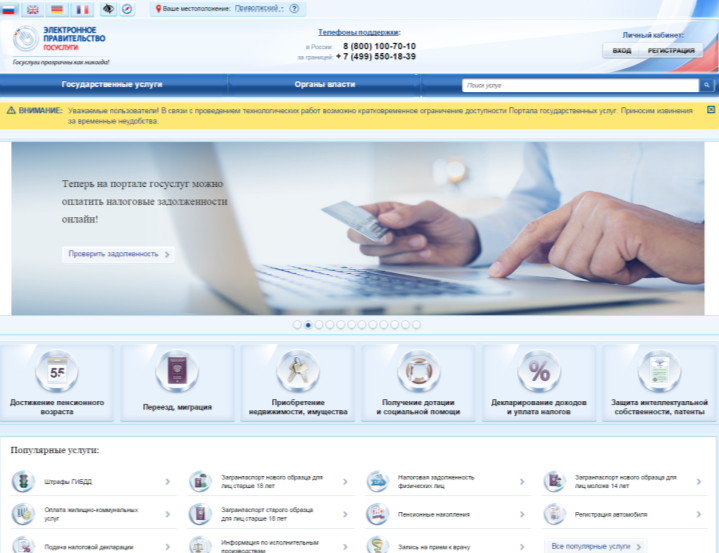 Ваше местоположение: Приволжский
ЭЛЕКТРОННОЕ
ПРАВИТЕЛЬСТВО
ГОСУСЛУГИ
Госуслуги прозрачны как никогда!
Телефоны поддержки:
в России: 8 (800) 100-70-10
за границей: +7 (499) 550-18-39
Личный кабинет:
ВХОД РЕГИСТРАЦИЯ
Государственные услуги Органы власти Поиск услуг
ВНИМАНИЕ: Уважаемые пользователи! В связи с проведением технологических работ возможно кратковременное ограничение доступности Портала государственных услуг. Приносим извинения
за временные неудобства.
Теперь на портале госуслуг можно
оплатить налоговые задолженности
онлайн!
Проверить задолженность
Достижение пенсионного
возраста
Переезд, миграция
Приобретение
недвижимости, имущества
Получение дотации
и социальной помощи
%
Декларирование доходов
и уплата налогов
Защита интеллектуальной
собственности, патенты
Популярные услуги:
Штрафы ГИБДД
Загранпаспорт нового образца для
лиц старше 18 лет
Налоговая задолженность
физических лиц
Загранпаспорт нового образца для
лиц моложе 14 лет
Оплата жилищно-коммунальных
услуг
Загранпаспорт старого образца
для лиц старше 18 лет
Пенсионные накопления
Регистрация автомобиля
Подача налоговой декларации
Информация по исполнительным
производствам
Запись на прием к врачу
Все популярные услуги